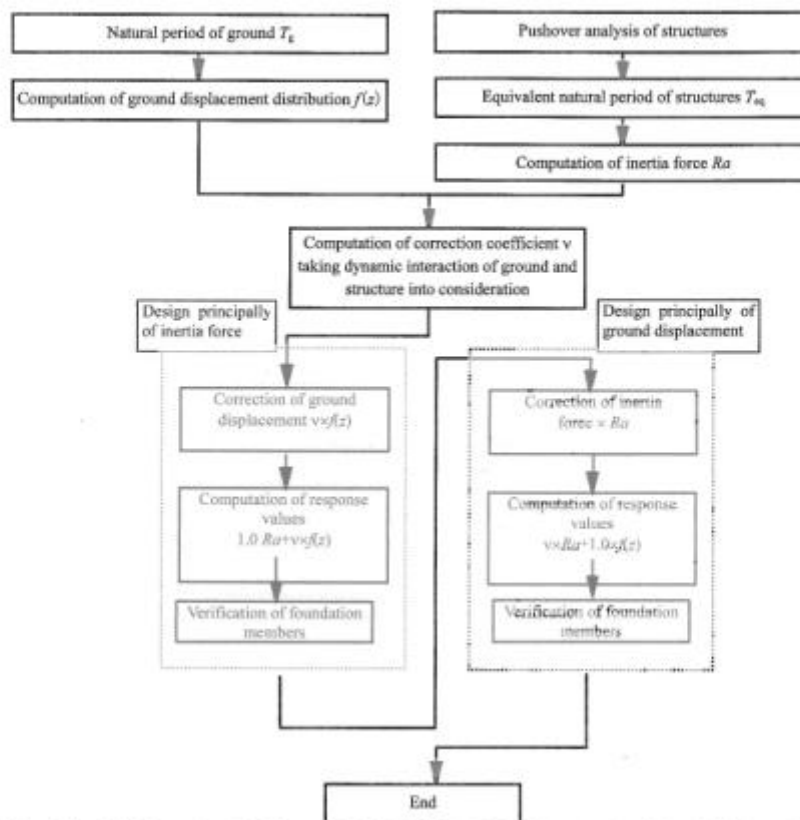 Natural period of ground Tg
Pushover analysis of structures
Computation of ground displacement distribution f(z)
Equivalent natural period of structures Teq
Computation of inertia force Ra
Computation of correction coefficient ν
taking dynamic interaction of ground and
structure into consideration
Design principally
of inertia force
Design principally of
ground displacement
Correction of ground
displacement ν×f(z)
Computation of response
values
1.0 Ra+ν×f(z)
Verification of foundation
members
Correction of inertia
force × Ra
Computation of response
values
ν×Ra+1.0×f(z)
Verification of foundation
members
End